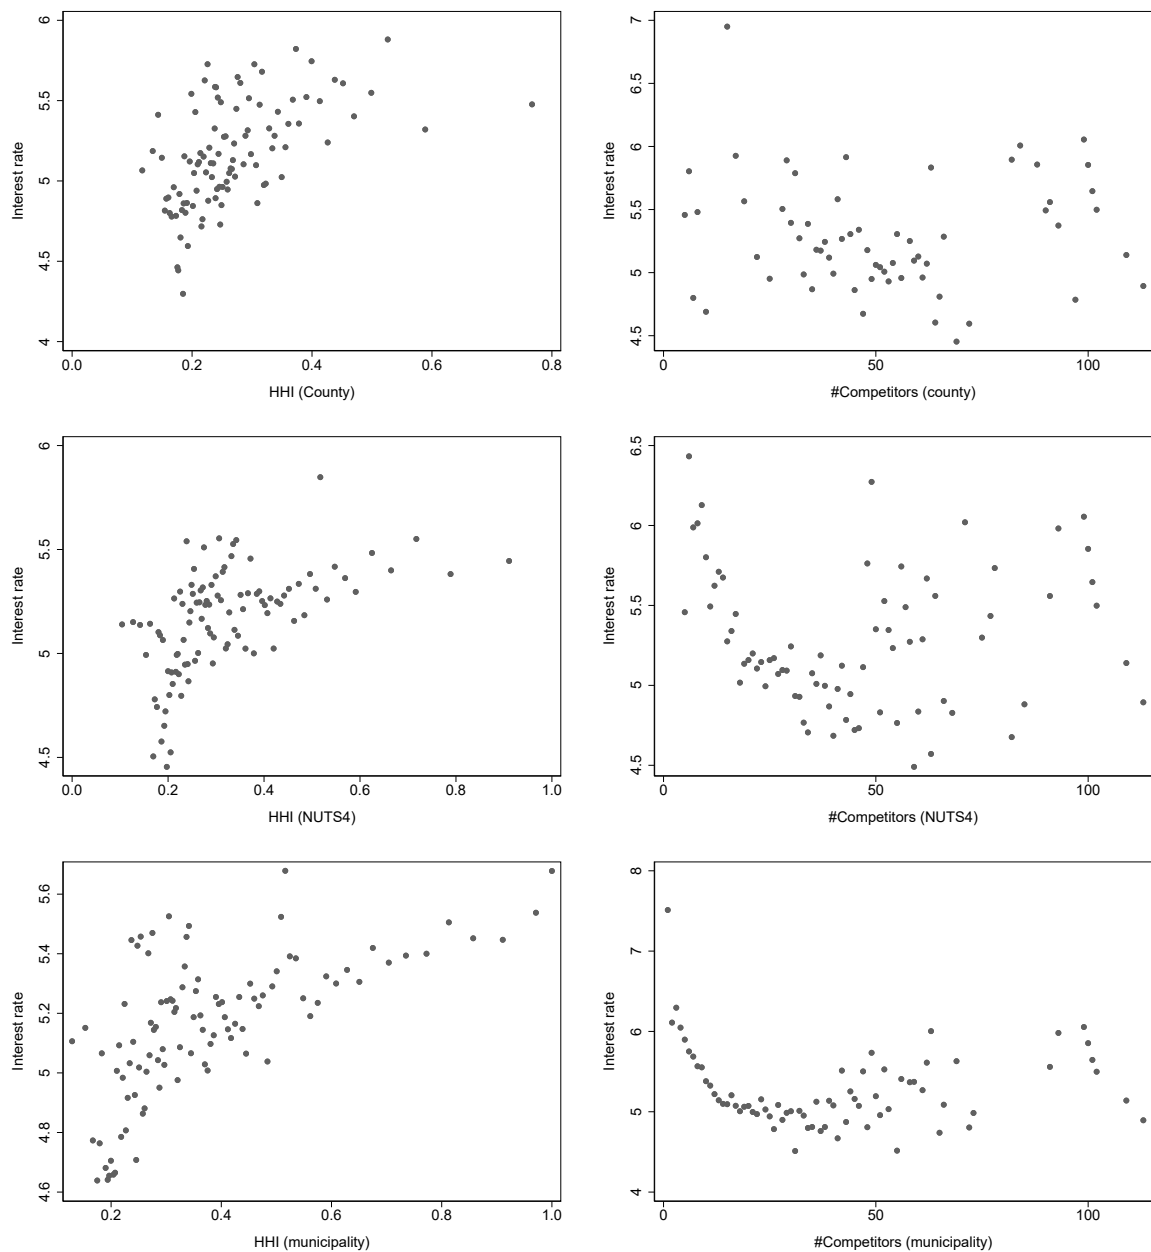 6
5.5
5
4.5
4
Interest rate
0.0 0.2 0.4 0.6 0.8
HHI (County)
7
6.5
6
5.5
5
4.5
Interest rate
0 50 100
#Competitors (county)
6
5.5
5
4.5
Interest rate
0.0 0.2 0.4 0.6 0.8 1.0
HHI (NUTS4)
6.5
6
5.5
5
4.5
Interest rate
0 50 100
#Competitors (NUTS4)
5.6
5.4
5.2
5
4.8
4.6
Interest rate
0.2 0.4 0.6 0.8 1.0
HHI (municipality)
8
7
6
5
4
Interest rate
0 50 100
#Competitors (municipality)